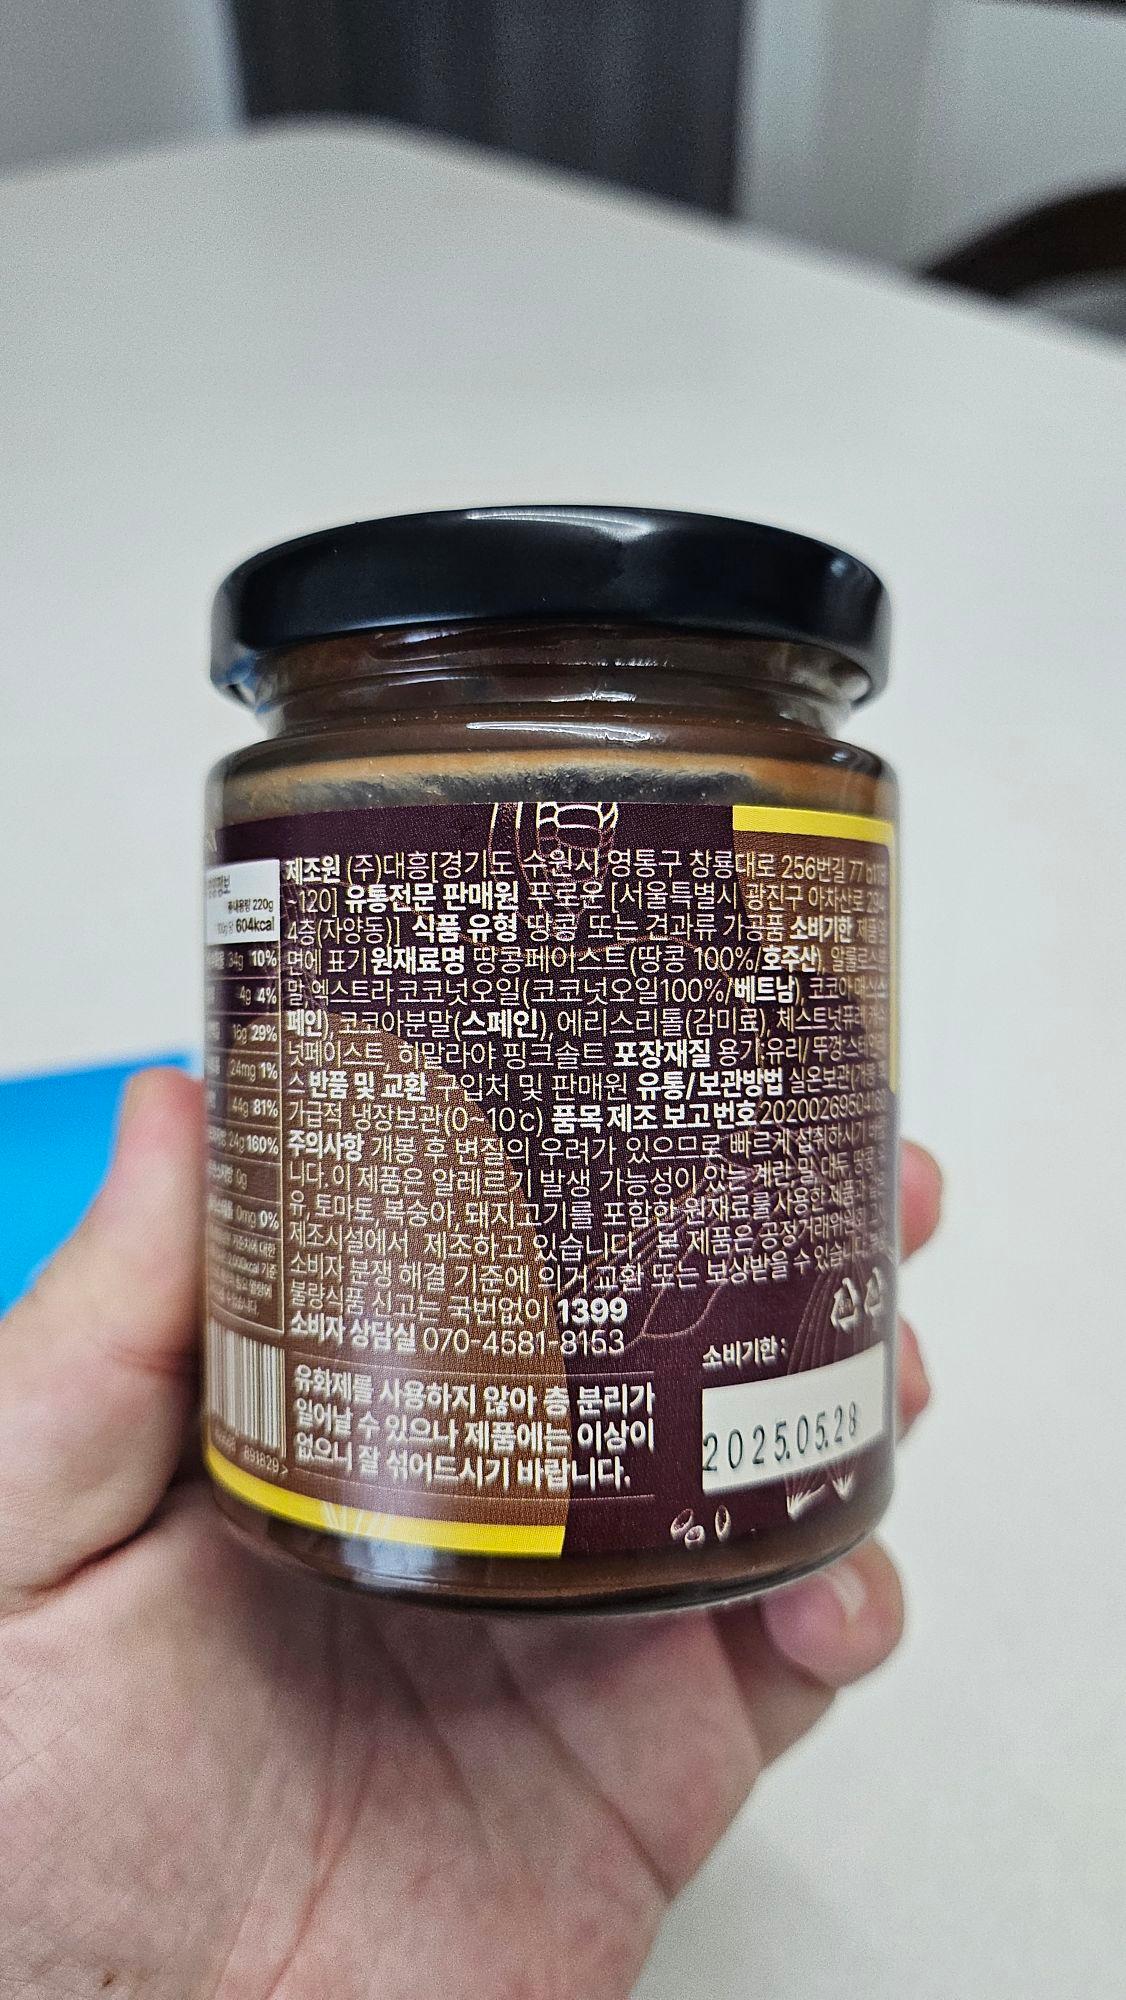 총내용량 220g
604kcal
34g 10%
4g 4%
16g 29%
24mg 1%
44g 81%
24g 160%
0g
0mg 0%
제조원 (주)대흥[경기도 수원시 영통구 창룡대로 256번길 77
-120] 유통전문 판매원 푸로운 [서울특별시 광진구 아차산로
4층(자양동)] 식품 유형 땅콩 또는 견과류 가공품 소비기한 제품
면에 표기 원재료명 땅콩페이스트(땅콩 100%/호주산),
말, 엑스트라 코코넛오일(코코넛오일100%/베트남),
페인), 코코아분말(스페인), 에리스리톨(감미료), 체스트넛퓨레
넛페이스트, 히말라야 핑크솔트 포장재질 용기:유리/ 뚜껑:
스 반품 및 교환 구입처 및 판매원 유통/보관방법 실온보관
가급적 냉장보관(0~10℃) 품목 제조 보고번호
주의사항 개봉 후 변질의 우려가 있으므로, 빠르게 섭취하시기
니다. 이 제품은 알레르기 발생 가능성이 있는 계란, 밀, 대두, 땅콩,
유, 토마토, 복숭아, 돼지고기를 포함한 원재료를 사용한 제품과
제조시설에서 제조하고 있습니다. 본 제품은 공정거래위원회
소비자 분쟁 해결 기준에 의거 교환 또는 보상받을 수 있습니다.
불량식품 신고는 국번없이 1399
소비자 상담실 070-4581-8153
유화제를 사용하지 않아 층 분리가
일어날 수 있으나 제품에는 이상이
없으니 잘 섞어드시기 바랍니다.
소비기한 :
2025.05.28